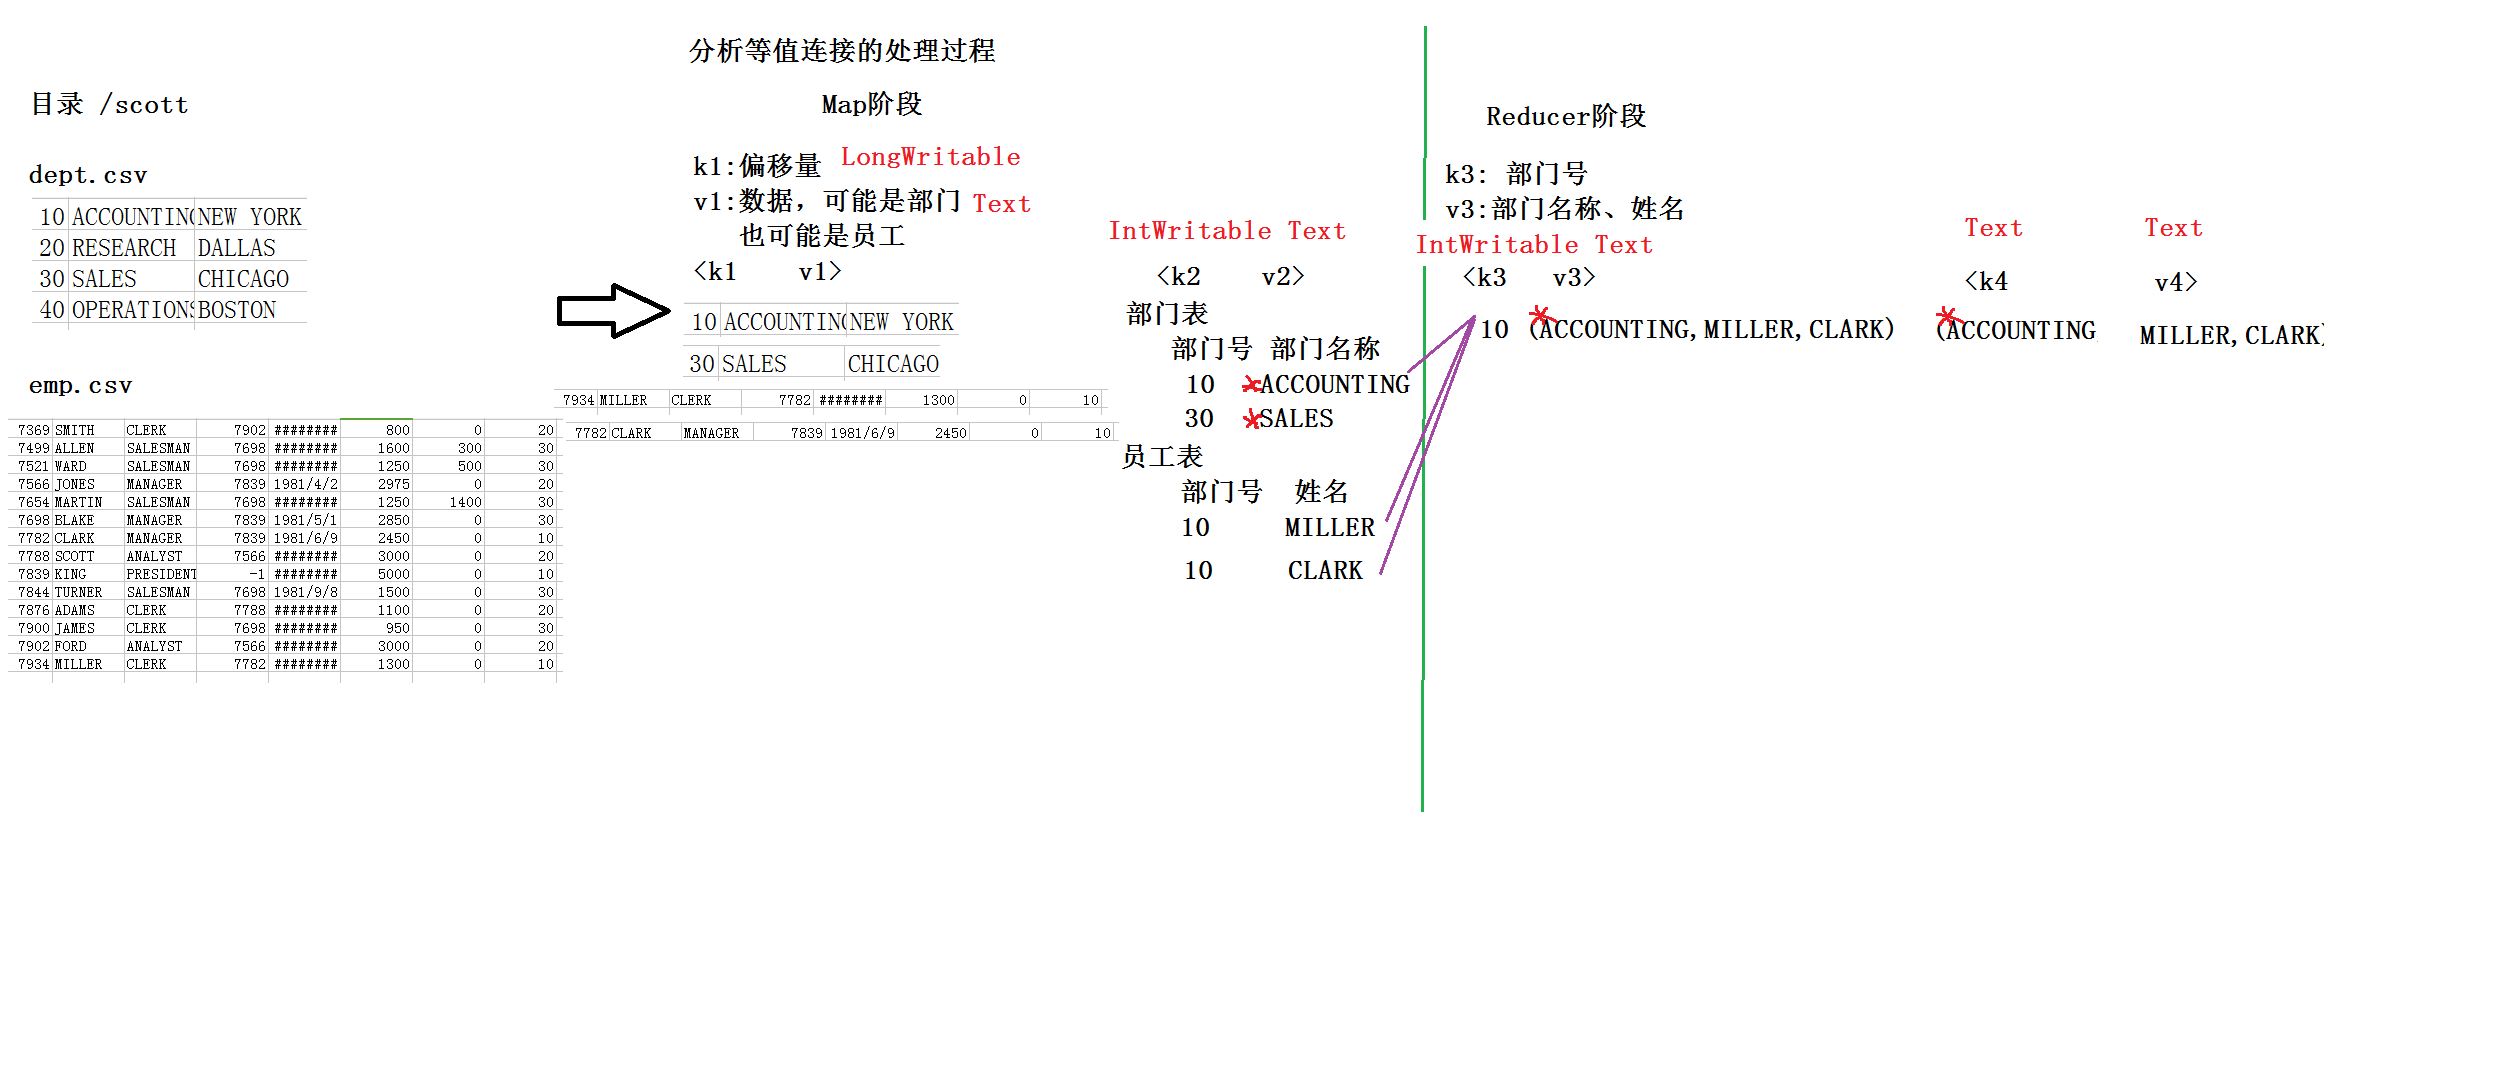 分析等值连接的处理过程
目录 /scott
dept.csv
10 ACCOUNTING NEW YORK
20 RESEARCH DALLAS
30 SALES CHICAGO
40 OPERATIONS BOSTON
emp.csv
7369 SMITH CLERK 7902 ######## 800 0 20
7499 ALLEN SALESMAN 7698 ######## 1600 300 30
7521 WARD SALESMAN 7698 ######## 1250 500 30
7566 JONES MANAGER 7839 1981/4/2 2975 0 20
7654 MARTIN SALESMAN 7698 ######## 1250 1400 30
7698 BLAKE MANAGER 7839 1981/5/1 2850 0 30
7782 CLARK MANAGER 7839 1981/6/9 2450 0 10
7788 SCOTT ANALYST 7566 ######## 3000 0 20
7839 KING PRESIDENT -1 ######## 5000 0 10
7844 TURNER SALESMAN 7698 1981/9/8 1500 0 30
7876 ADAMS CLERK 7788 ######## 1100 0 20
7900 JAMES CLERK 7698 ######## 950 0 30
7902 FORD ANALYST 7566 ######## 3000 0 20
7934 MILLER CLERK 7782 ######## 1300 0 10
Map阶段
k1:偏移量 LongWritable
v1:数据，可能是部门 Text
也可能是员工
<k1 v1>
10 ACCOUNTING NEW YORK
30 SALES CHICAGO
7934 MILLER CLERK 7782 ######## 1300 0 10
7782 CLARK MANAGER 7839 1981/6/9 2450 0 10
IntWritable Text
<k2 v2>
部门表
部门号 部门名称
10 *ACCOUNTING
30 *SALES
员工表
部门号 姓名
10 MILLER
10 CLARK
Reducer阶段
k3: 部门号
v3:部门名称、姓名
IntWritable Text
<k3 v3>
10 (*ACCOUNTING,MILLER,CLARK)
Text Text
<k4 v4>
(*ACCOUNTING MILLER,CLARK)